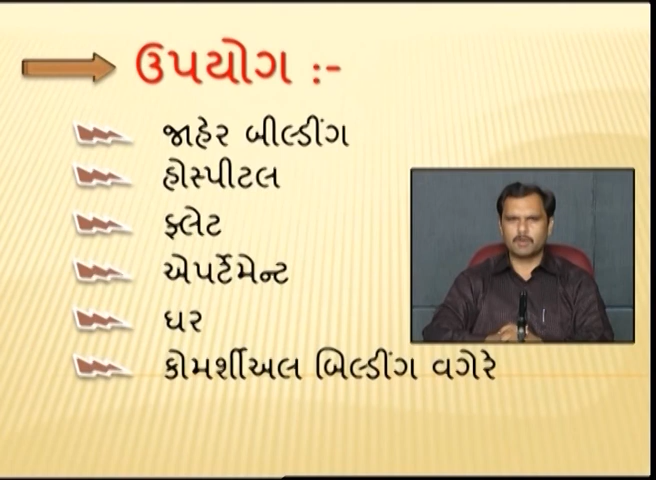 ઉપયોગ :-
જાહેર બીલ્ડીંગ
હોસ્પીટલ
ફ્લેટ
એપર્ટમેન્ટ
ઘર
કોમર્શીઅલ બિલ્ડીંગ વગેરે